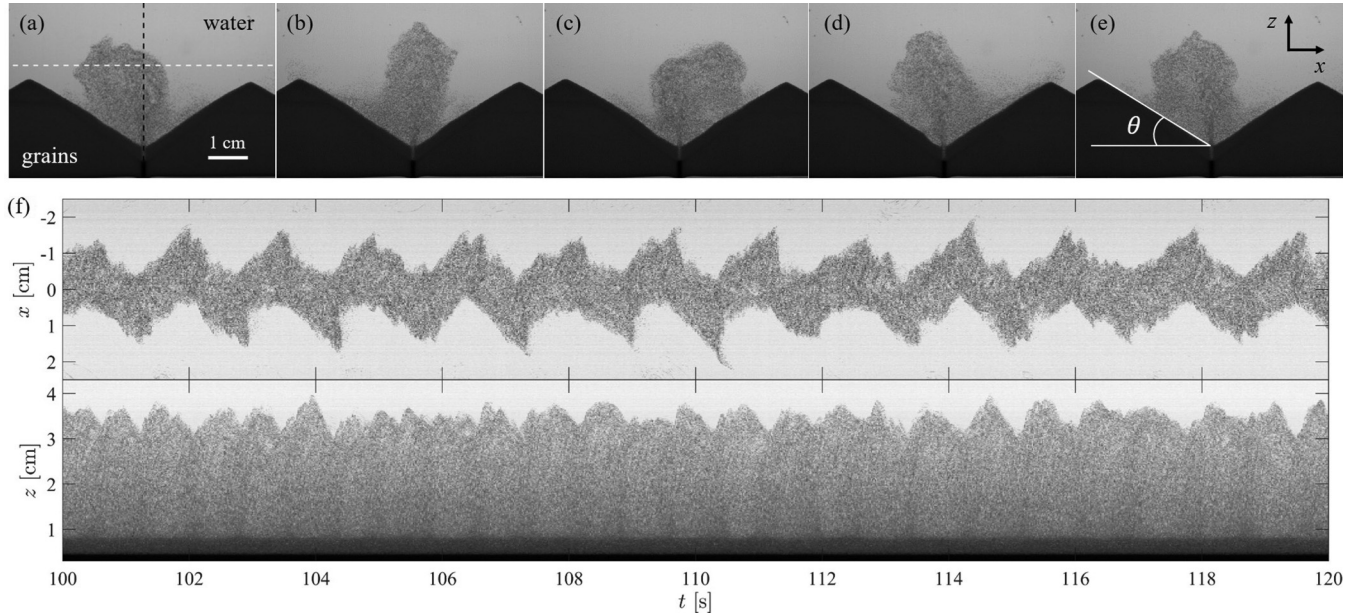 (a) water (b) (c) (d) (e) z
x
1 cm
grains
θ
(f)
-2
-1
0
1
2
x [cm]
4
3
2
1
z [cm]
100 102 104 106 108 110 112 114 116 118 120
t [s]